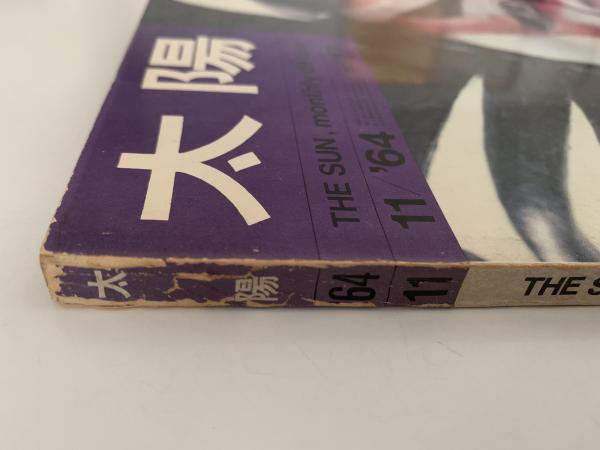 太陽
THE SUN, monthly
11/'64
太陽
'64
11
THE S